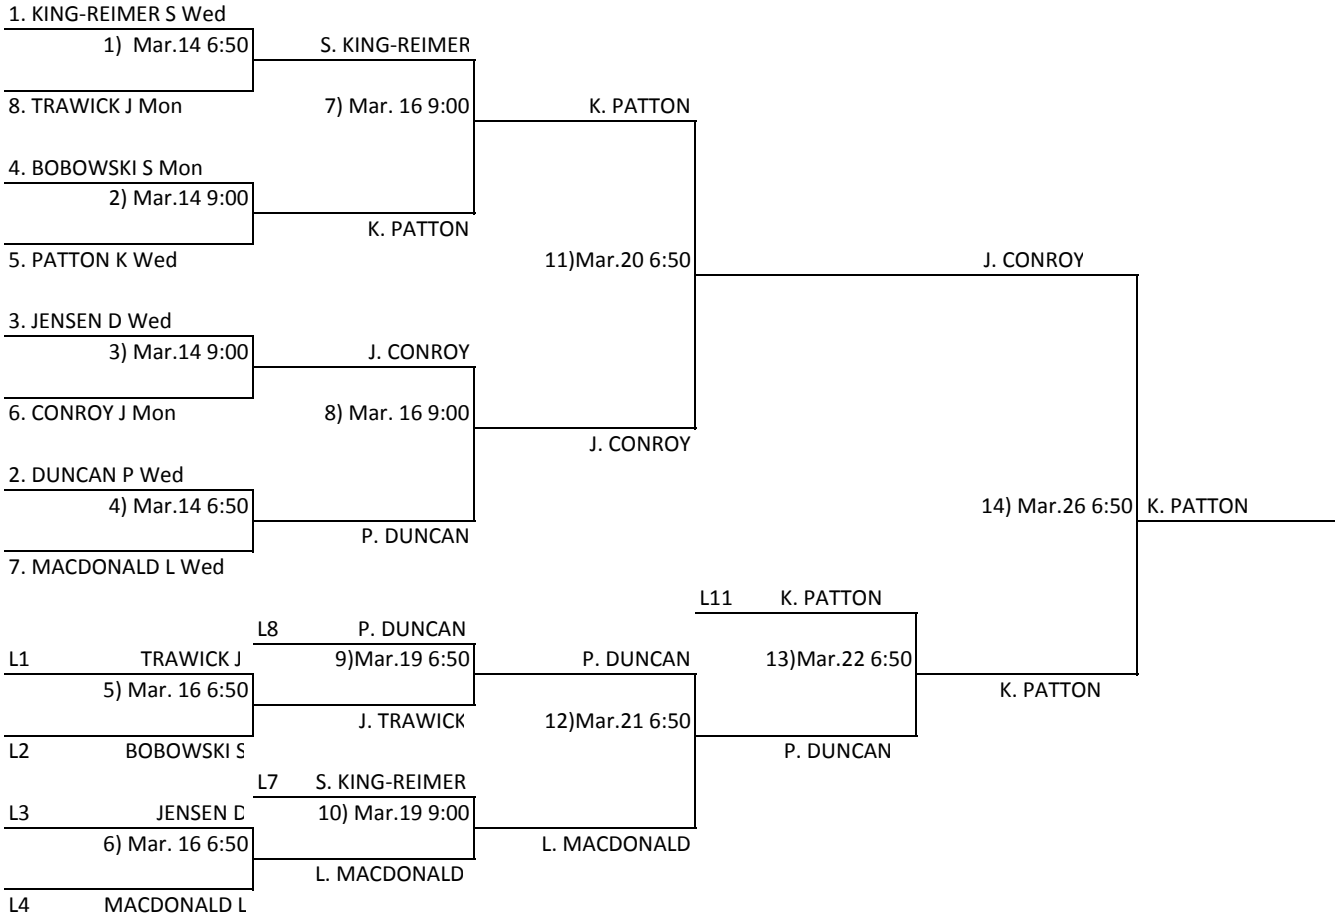 1. KING-REIMER S Wed
1) Mar.14 6:50
S. KING-REIMER
8. TRAWICK J Mon
7) Mar. 16 9:00
K. PATTON
4. BOBOWSKI S Mon
2) Mar.14 9:00
K. PATTON
5. PATTON K Wed
11)Mar.20 6:50
J. CONROY
3. JENSEN D Wed
3) Mar.14 9:00
J. CONROY
6. CONROY J Mon
8) Mar. 16 9:00
J. CONROY
2. DUNCAN P Wed
4) Mar.14 6:50
14) Mar.26 6:50
K. PATTON
P. DUNCAN
7. MACDONALD L Wed
L11 K. PATTON
L8 P. DUNCAN
L1 TRAWICK J
9)Mar.19 6:50
P. DUNCAN
13)Mar.22 6:50
5) Mar. 16 6:50
K. PATTON
J. TRAWICK
12)Mar.21 6:50
L2 BOBOWSKI S
P. DUNCAN
L7 S. KING-REIMER
L3 JENSEN D
10) Mar.19 9:00
6) Mar. 16 6:50
L. MACDONALD
L. MACDONALD
L4 MACDONALD L